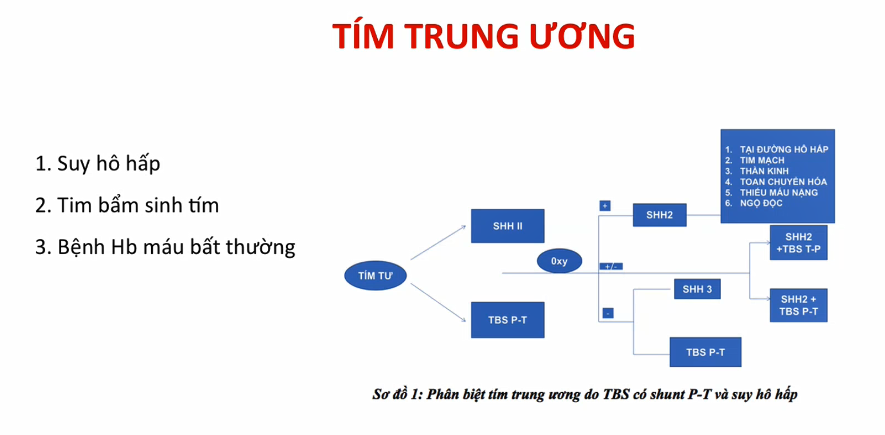 TÍM TRUNG ƯƠNG
1. Suy hô hấp
2. Tim bẩm sinh tím
3. Bệnh Hb máu bất thường
TÍM TƯ
SHH II
TBS P-T
0xy
+
+/-
-
SHH2
SHH 3
TBS P-T
1. TẠI ĐƯỜNG HÔ HẤP
2. TIM MẠCH
3. THẦN KINH
4. TOAN CHUYỂN HÓA
5. THIẾU MÁU NẶNG
6. NGỘ ĐỘC
SHH2
+TBS T-P
SHH2 +
TBS P-T
Sơ đồ 1: Phân biệt tím trung ương do TBS có shunt P-T và suy hô hấp